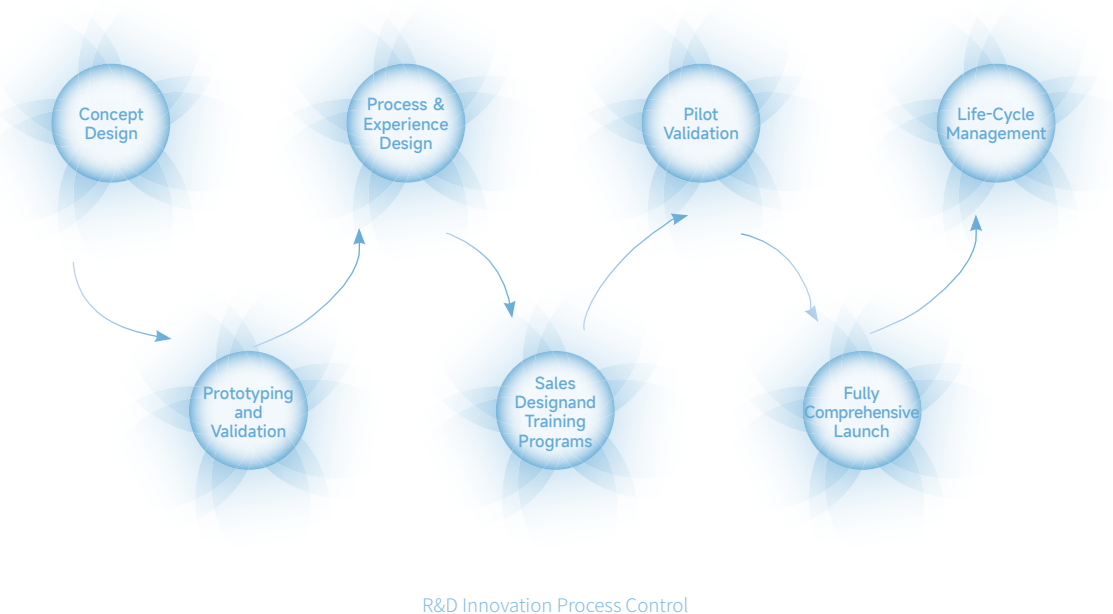 Concept
Design
Prototyping
and
Validation
Process &
Experience
Design
Sales
Designand
Training
Programs
Pilot
Validation
Fully
Comprehensive
Launch
Life-Cycle
Management
R&D Innovation Process Control